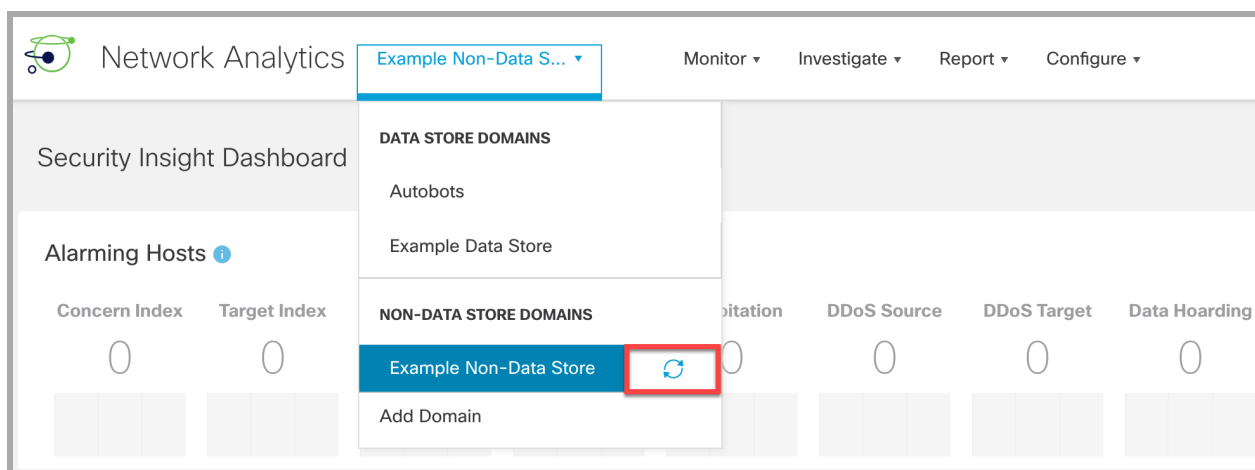 Network Analytics
Example Non-Data S...
Monitor
Investigate
Report
Configure
Security Insight Dashboard
DATA STORE DOMAINS
Autobots
Example Data Store
Alarming Hosts
Concern Index
Target Index
NON-DATA STORE DOMAINS
DDoS Source
DDoS Target
Data Hoarding
0
0
Example Non-Data Store
0
0
0
0
Add Domain